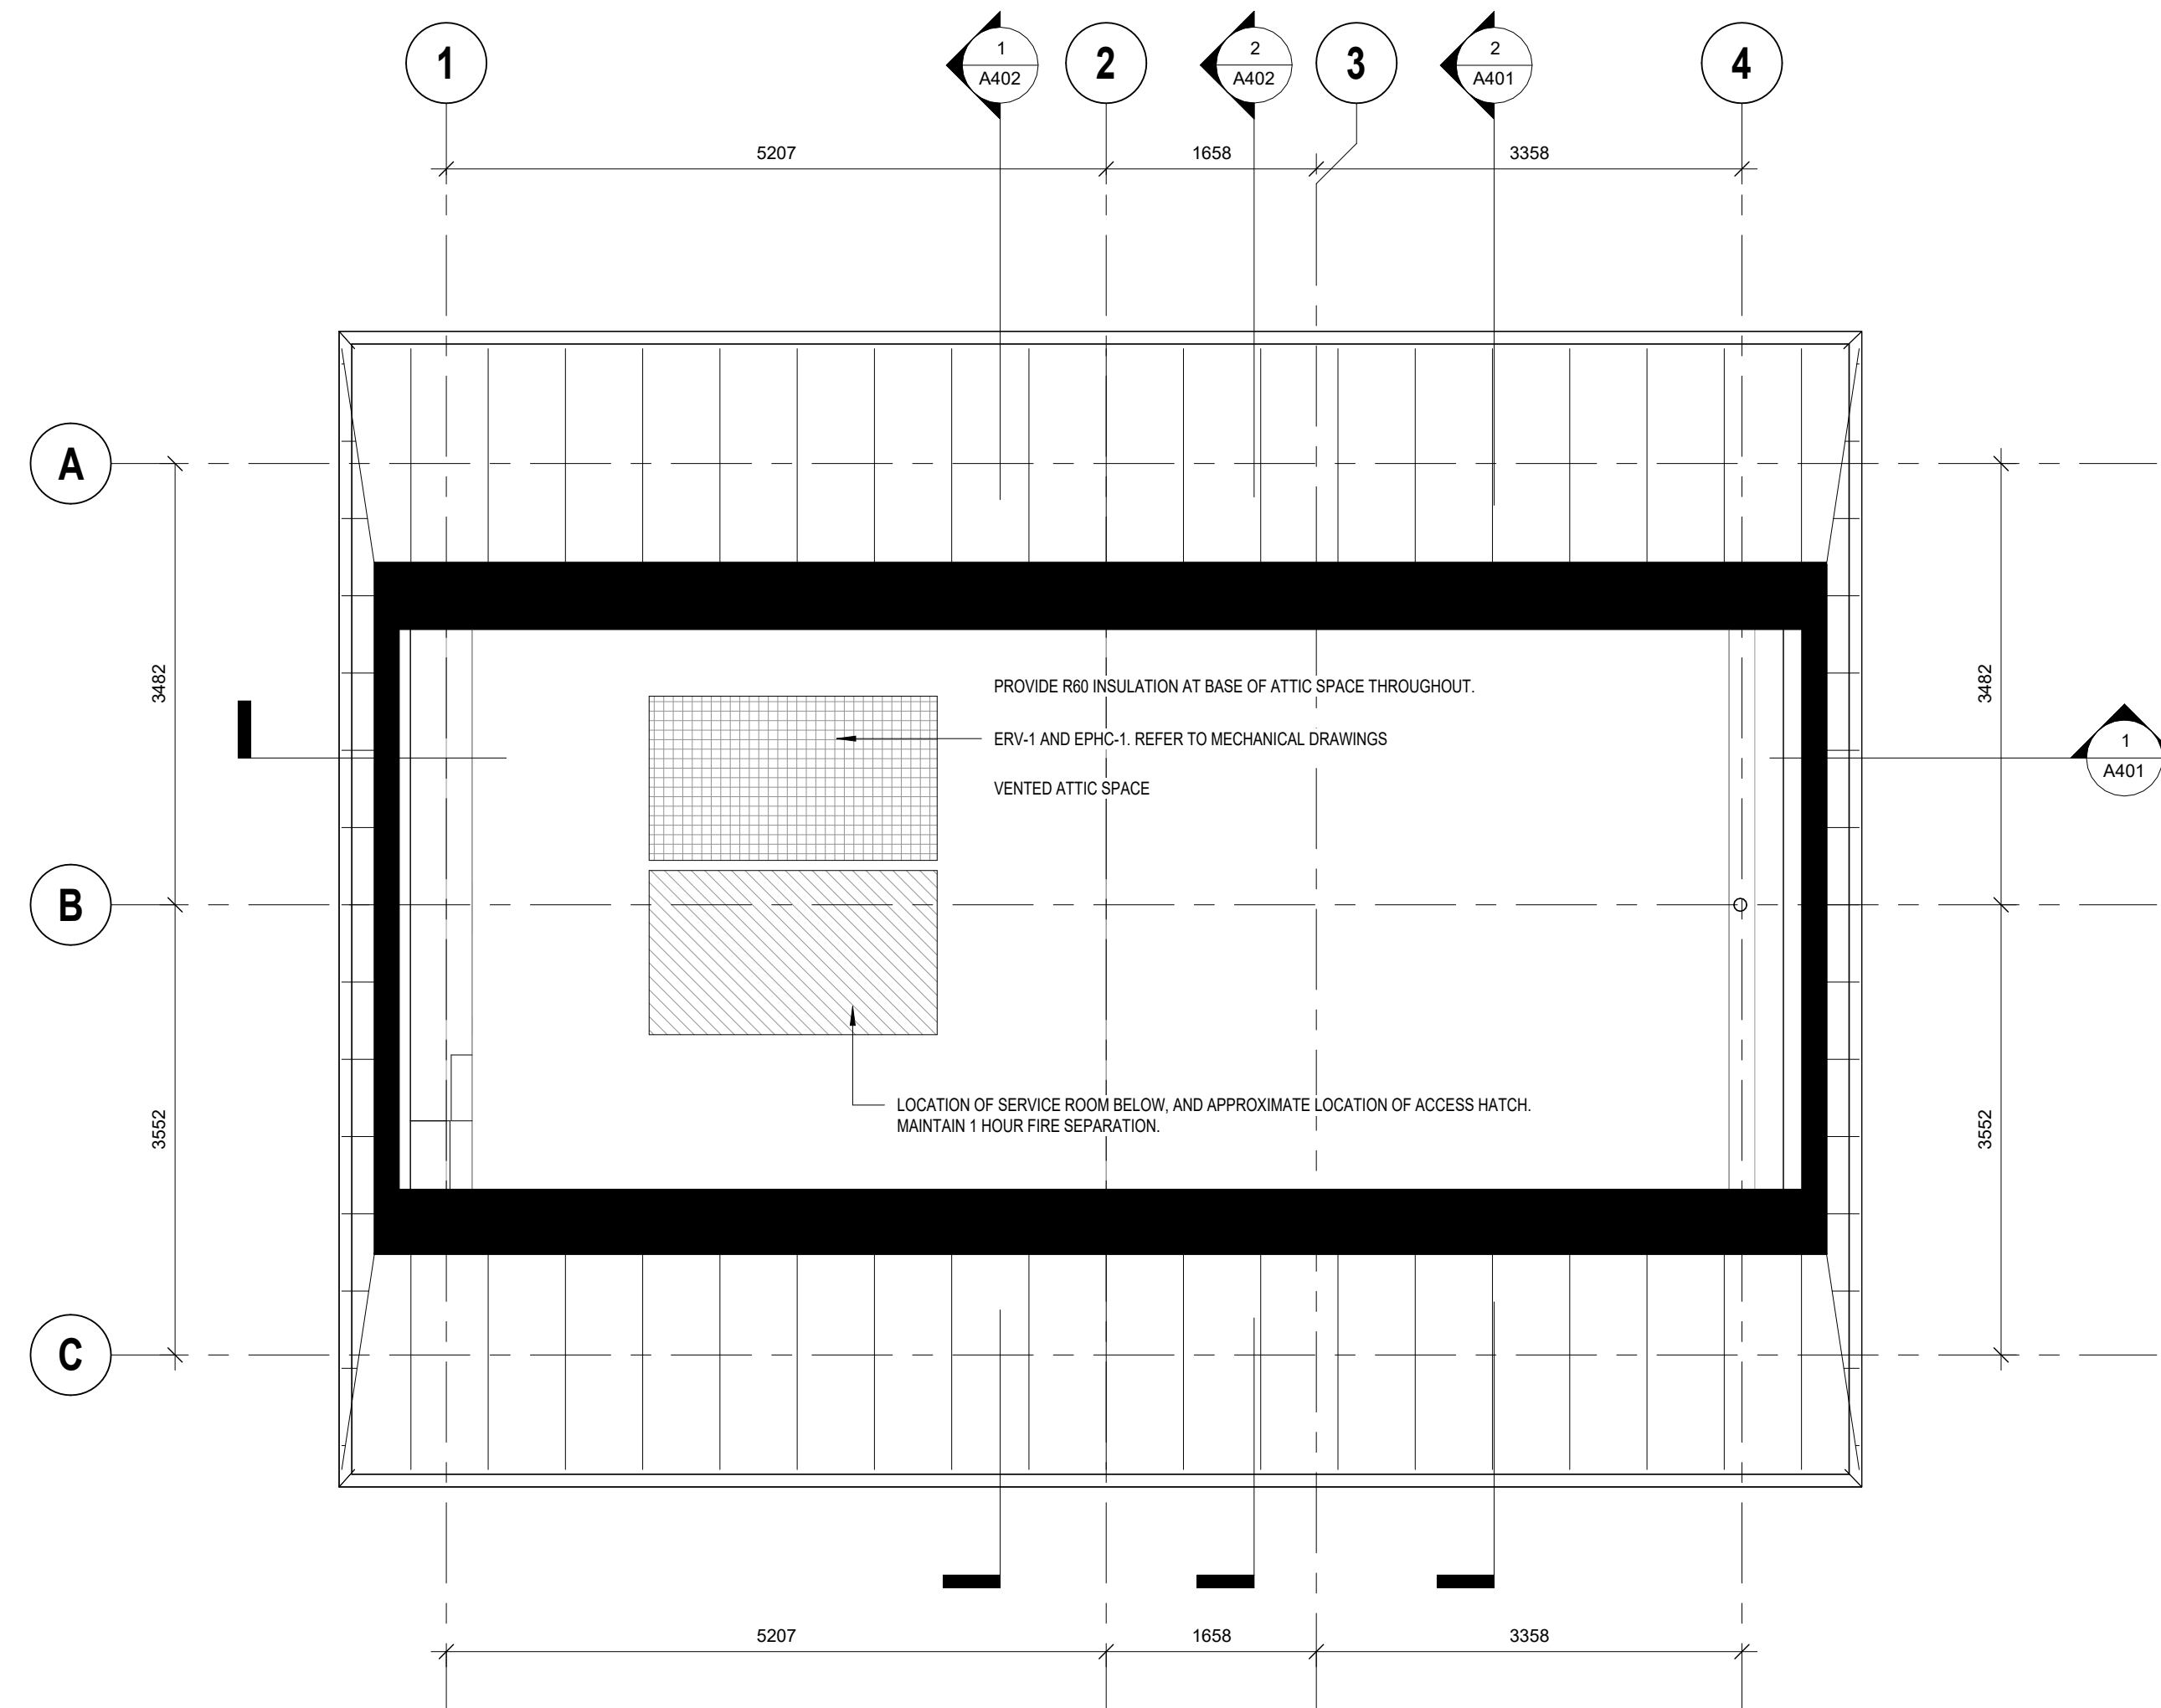 1
1
A402
2
2
A402
3
2
A401
4
5207
1658
3358
A
3482
3482
PROVIDE R60 INSULATION AT BASE OF ATTIC SPACE THROUGHOUT.
ERV-1 AND EPHC-1. REFER TO MECHANICAL DRAWINGS
1
A401
VENTED ATTIC SPACE
B
LOCATION OF SERVICE ROOM BELOW, AND APPROXIMATE LOCATION OF ACCESS HATCH.
MAINTAIN 1 HOUR FIRE SEPARATION.
3552
3552
C
5207
1658
3358